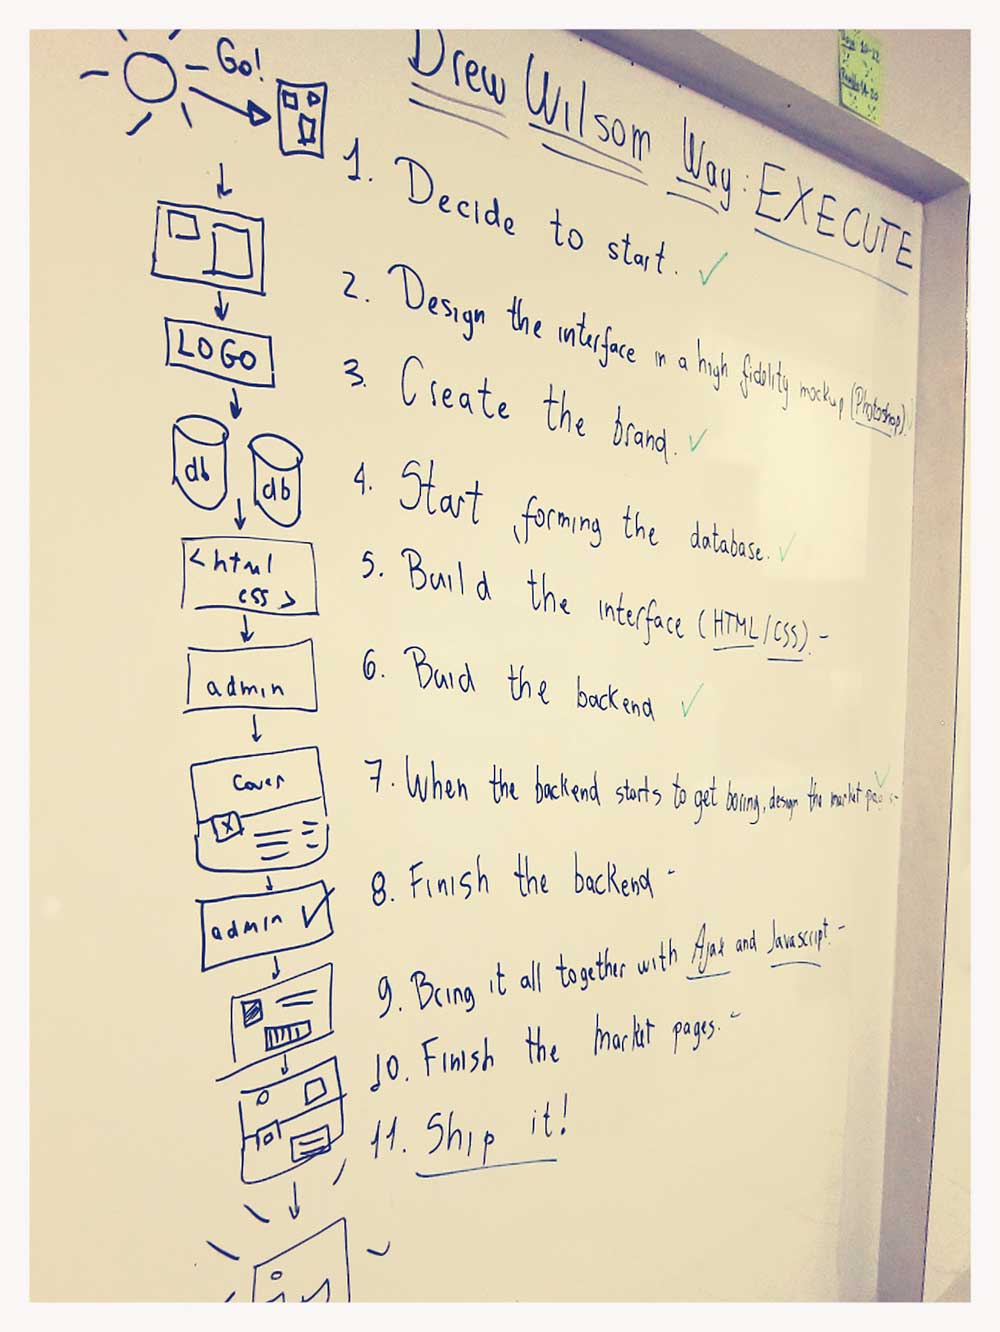 Go!
Drew Wilsom Way: EXECUTE
1. Decide to start. ✓
2. Design the interface in a high fidelity mockup (Photoshop). ✓
3. Create the brand. ✓
4. Start forming the database. ✓
5. Build the interface (HTML/CSS). -
6. Buid the backend ✓
7. When the backend starts to get boring, design the market pages- ✓
8. Finish the backend -
9. Bring it all together with Ajax and Javascript. -
10. Finish the market pages. -
11. Ship it!
LOGO
db
db
<html
css>
admin
Cover
admin ✓